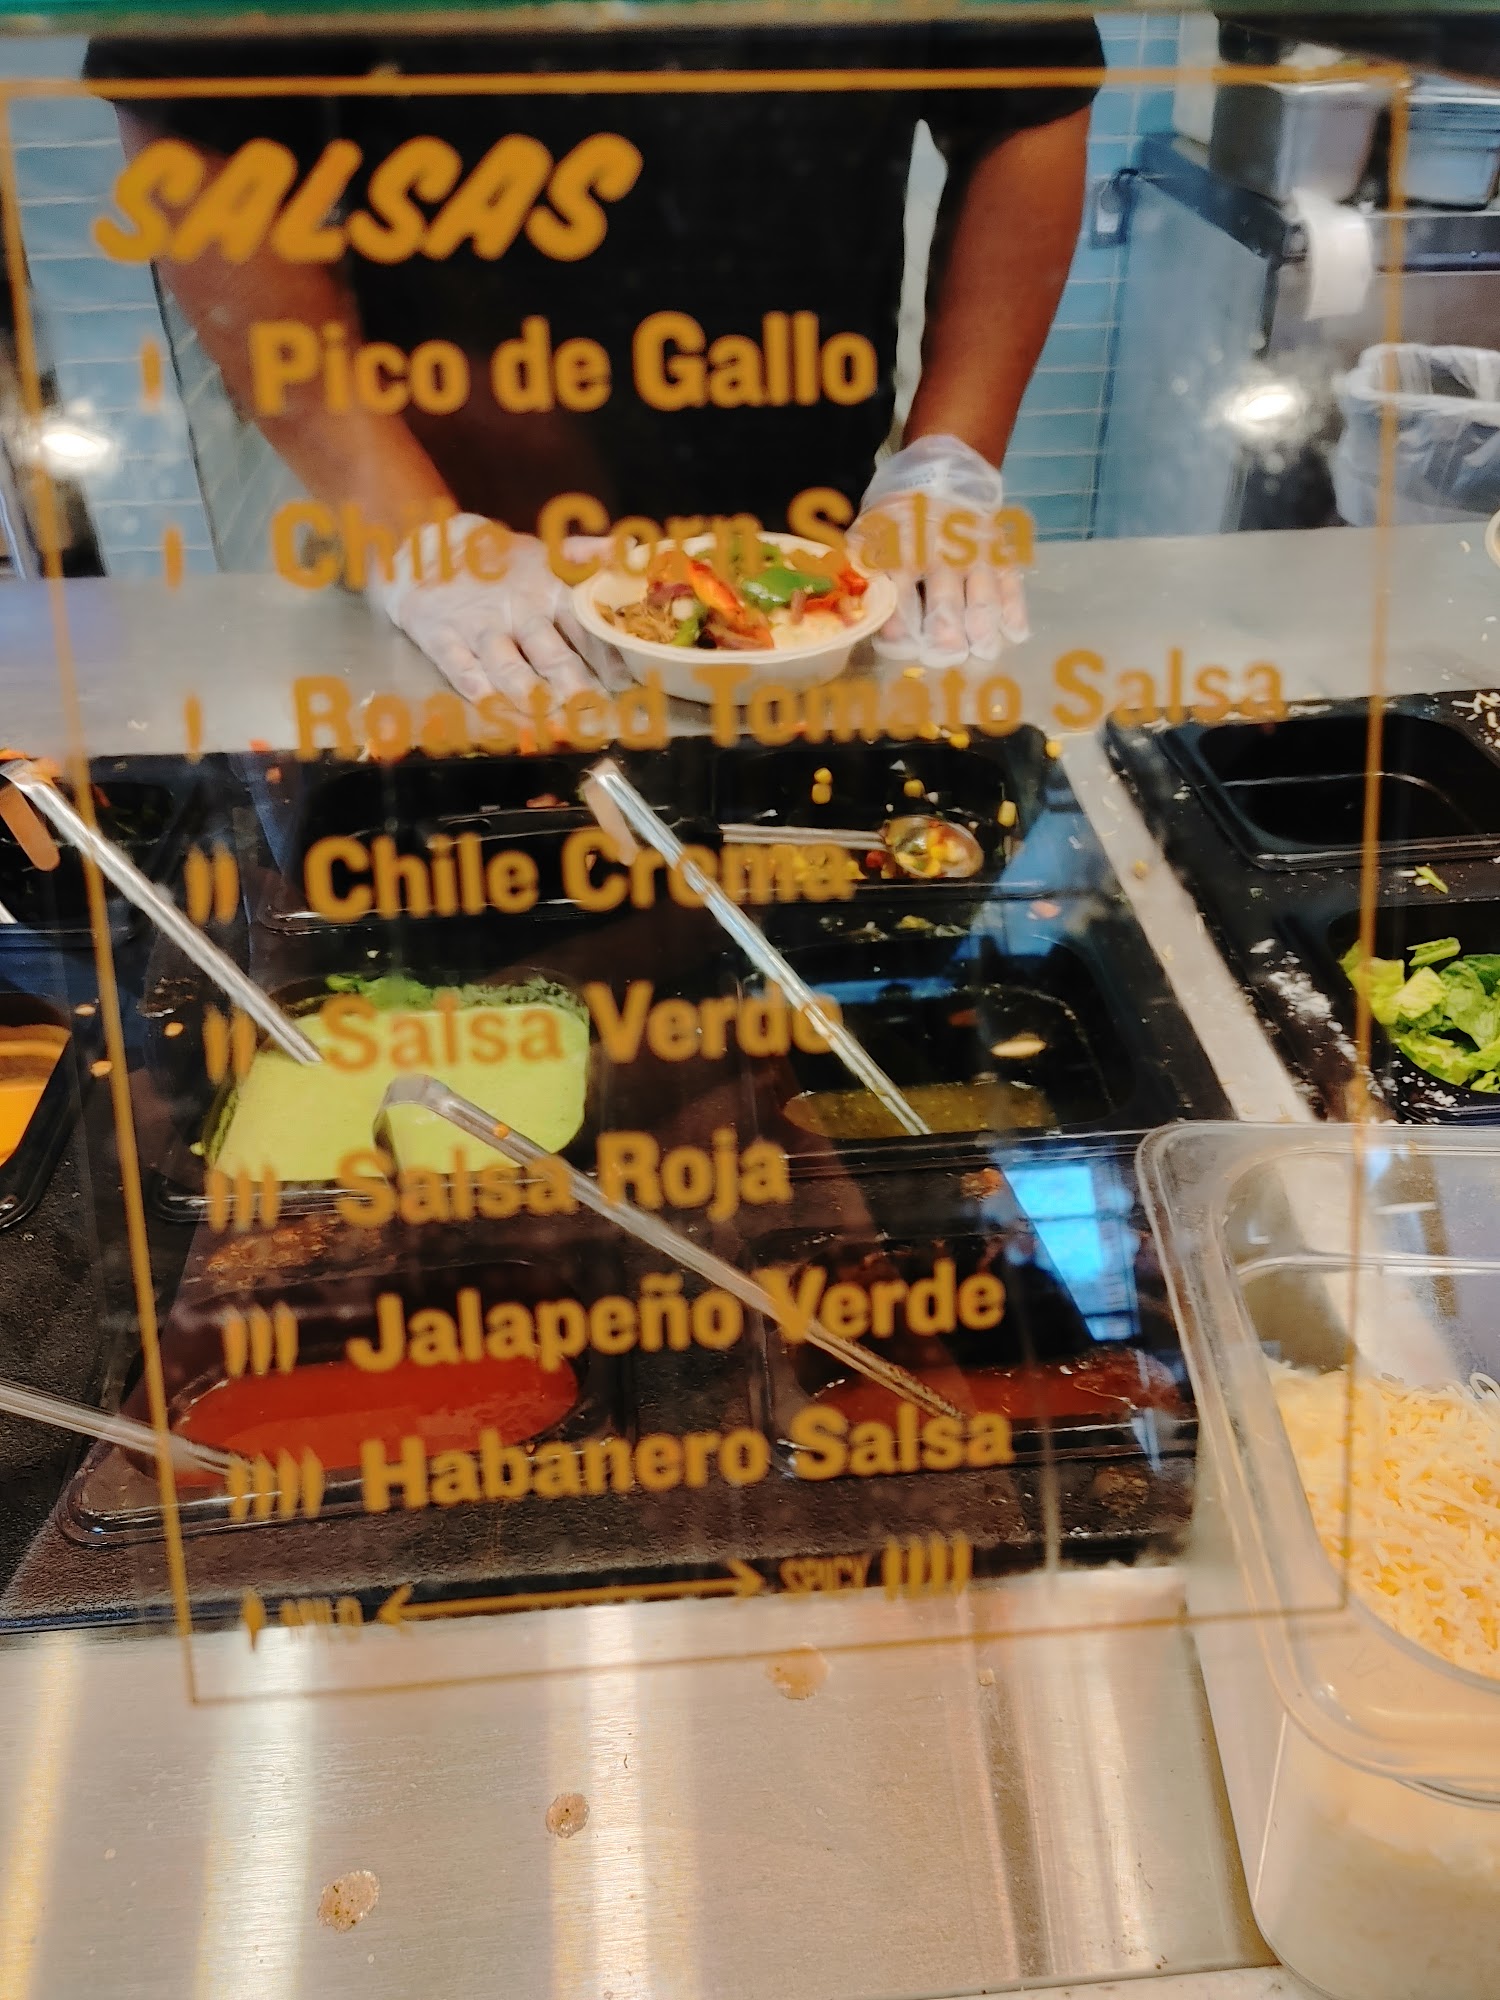 SALSAS
Pico de Gallo
Chile Corn Salsa
Roasted Tomato Salsa
Chile Crema
Salsa Verde
Salsa Roja
Jalapeño Verde
Habanero Salsa
MILD SPICY